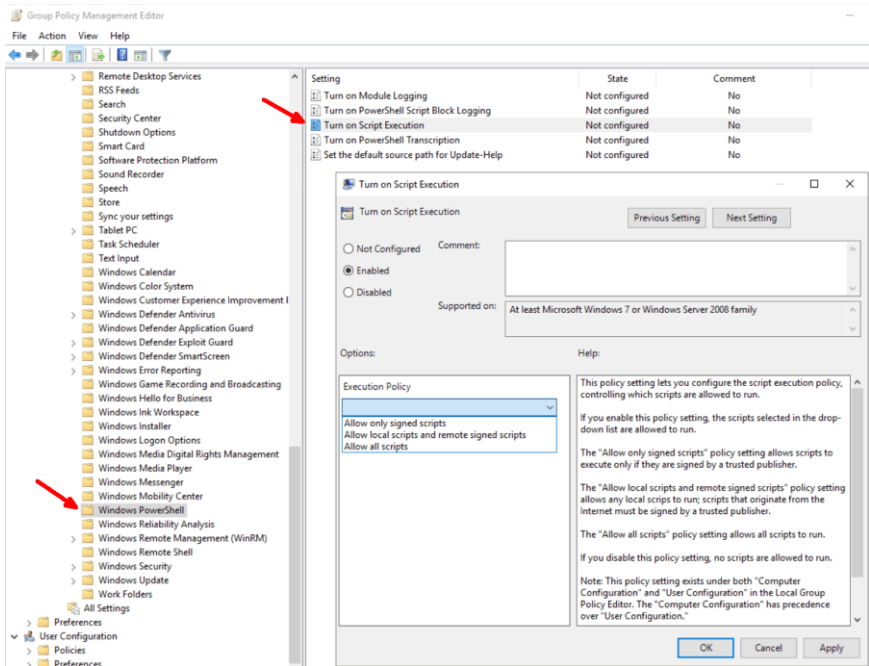 Group Policy Management Editor
File Action View Help
Remote Desktop Services
RSS Feeds
Search
Security Center
Shutdown Options
Smart Card
Software Protection Platform
Sound Recorder
Speech
Store
Sync your settings
Tablet PC
Task Scheduler
Text Input
Windows Calendar
Windows Color System
Windows Customer Experience Improvement
Windows Defender Antivirus
Windows Defender Application Guard
Windows Defender Exploit Guard
Windows Defender SmartScreen
Windows Error Reporting
Windows Game Recording and Broadcasting
Windows Hello for Business
Windows Ink Workspace
Windows Installer
Windows Logon Options
Windows Media Digital Rights Management
Windows Media Player
Windows Messenger
Windows Mobility Center
Windows PowerShell
Windows Reliability Analysis
Windows Remote Management (WinRM)
Windows Remote Shell
Windows Security
Windows Update
Work Folders
All Settings
Preferences
User Configuration
Policies
Preferences
Setting State Comment
Turn on Module Logging Not configured No
Turn on PowerShell Script Block Logging Not configured No
Turn on Script Execution Not configured No
Turn on PowerShell Transcription Not configured No
Set the default source path for Update-Help Not configured No
Turn on Script Execution
Turn on Script Execution
Previous Setting Next Setting
Not Configured Comment:
Enabled
Disabled
Supported on: At least Microsoft Windows 7 or Windows Server 2008 family
Options: Help:
Execution Policy
Allow only signed scripts
Allow local scripts and remote signed scripts
Allow all scripts
This policy setting lets you configure the script execution policy,
controlling which scripts are allowed to run.
If you enable this policy setting, the scripts selected in the drop-
down list are allowed to run.
The "Allow only signed scripts" policy setting allows scripts to
execute only if they are signed by a trusted publisher.
The "Allow local scripts and remote signed scripts" policy setting
allows any local scrips to run; scripts that originate from the
Internet must be signed by a trusted publisher.
The "Allow all scripts" policy setting allows all scripts to run.
If you disable this policy setting, no scripts are allowed to run.
Note: This policy setting exists under both "Computer
Configuration" and "User Configuration" in the Local Group
Policy Editor. The "Computer Configuration" has precedence
over "User Configuration."
OK Cancel Apply